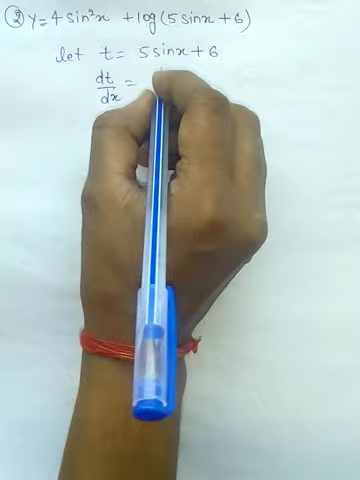 ② y = 4 sin²x + log(5 sinx + 6)
let t = 5 sinx + 6
dt/dx =